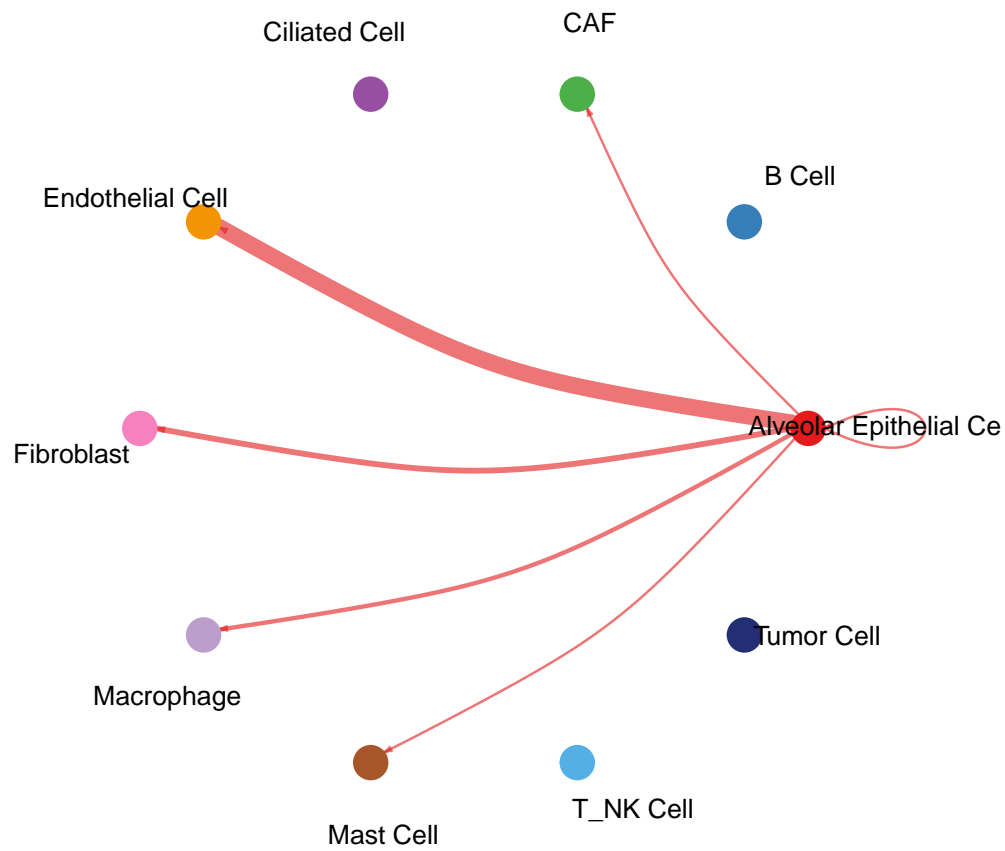 CAF
Ciliated Cell
B Cell
Endothelial Cell
Alveolar Epithelial Ce
Fibroblast
Tumor Cell
Macrophage
T_NK Cell
Mast Cell